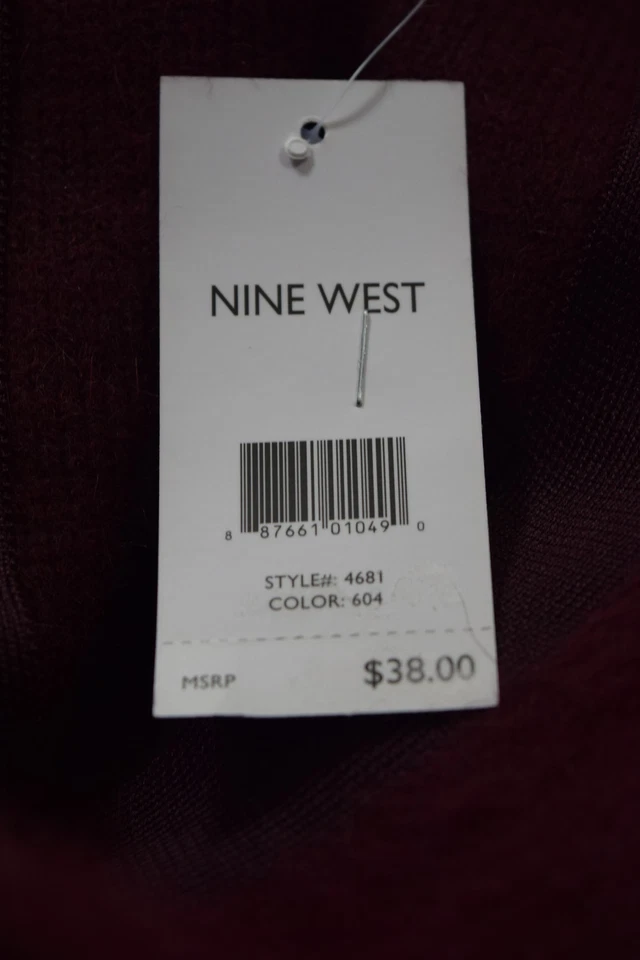 NINE WEST
8 87661 01049 0
STYLE#: 4681
COLOR: 604
MSRP $38.00